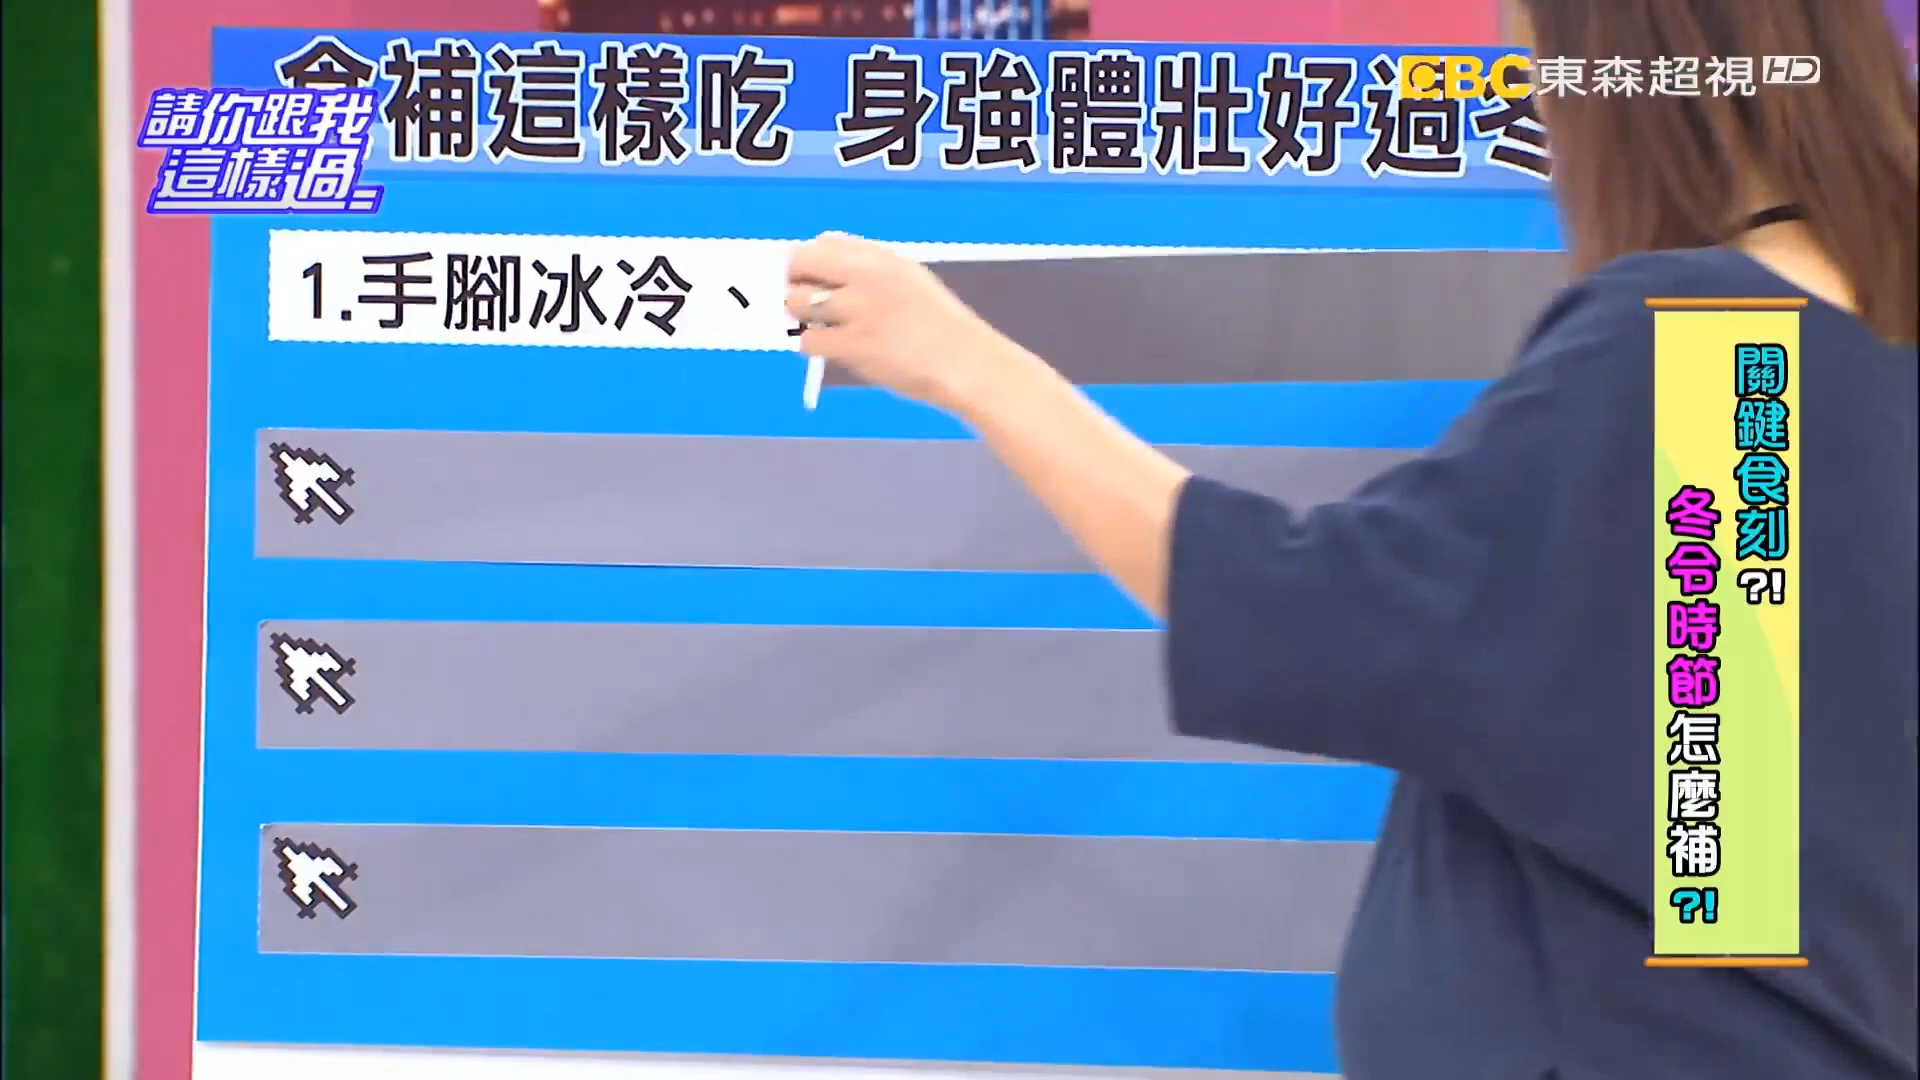 食補這樣吃 身強體壯好過冬
EBC東森超視HD
請你跟我
這樣過
1.手腳冰冷、
關鍵食刻?!
冬令時節怎麼補?!